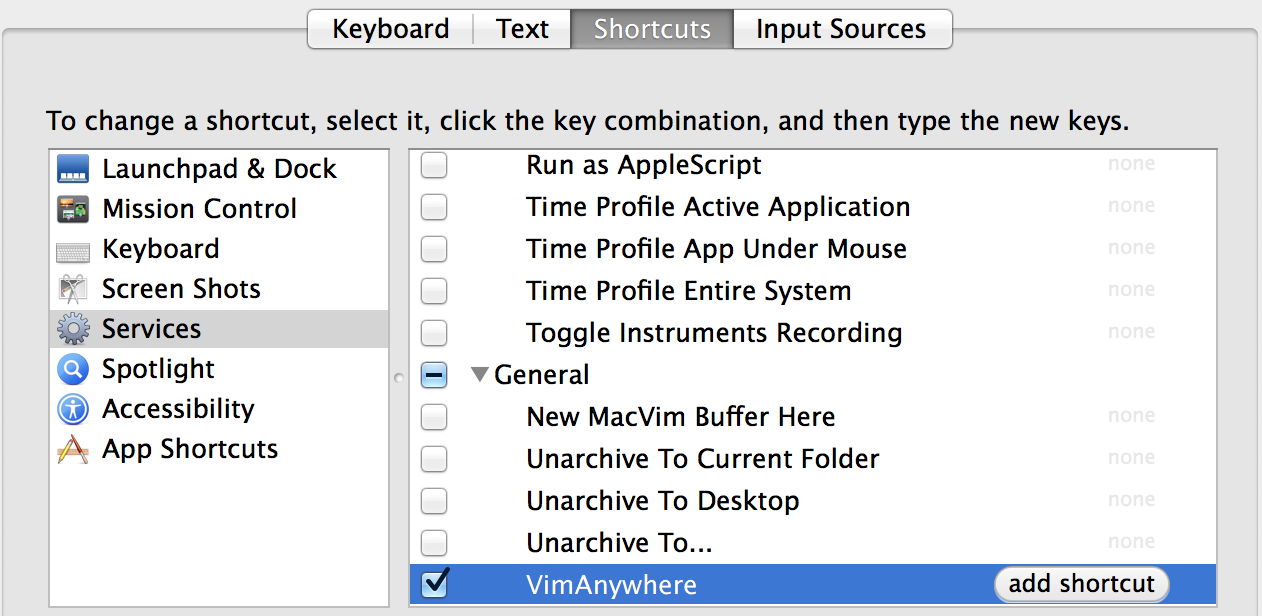 Keyboard Text Shortcuts Input Sources
To change a shortcut, select it, click the key combination, and then type the new keys.
Launchpad & Dock
Mission Control
Keyboard
Screen Shots
Services
Spotlight
Accessibility
App Shortcuts
Run as AppleScript none
Time Profile Active Application none
Time Profile App Under Mouse none
Time Profile Entire System none
Toggle Instruments Recording none
General
New MacVim Buffer Here none
Unarchive To Current Folder none
Unarchive To Desktop none
Unarchive To... none
VimAnywhere add shortcut